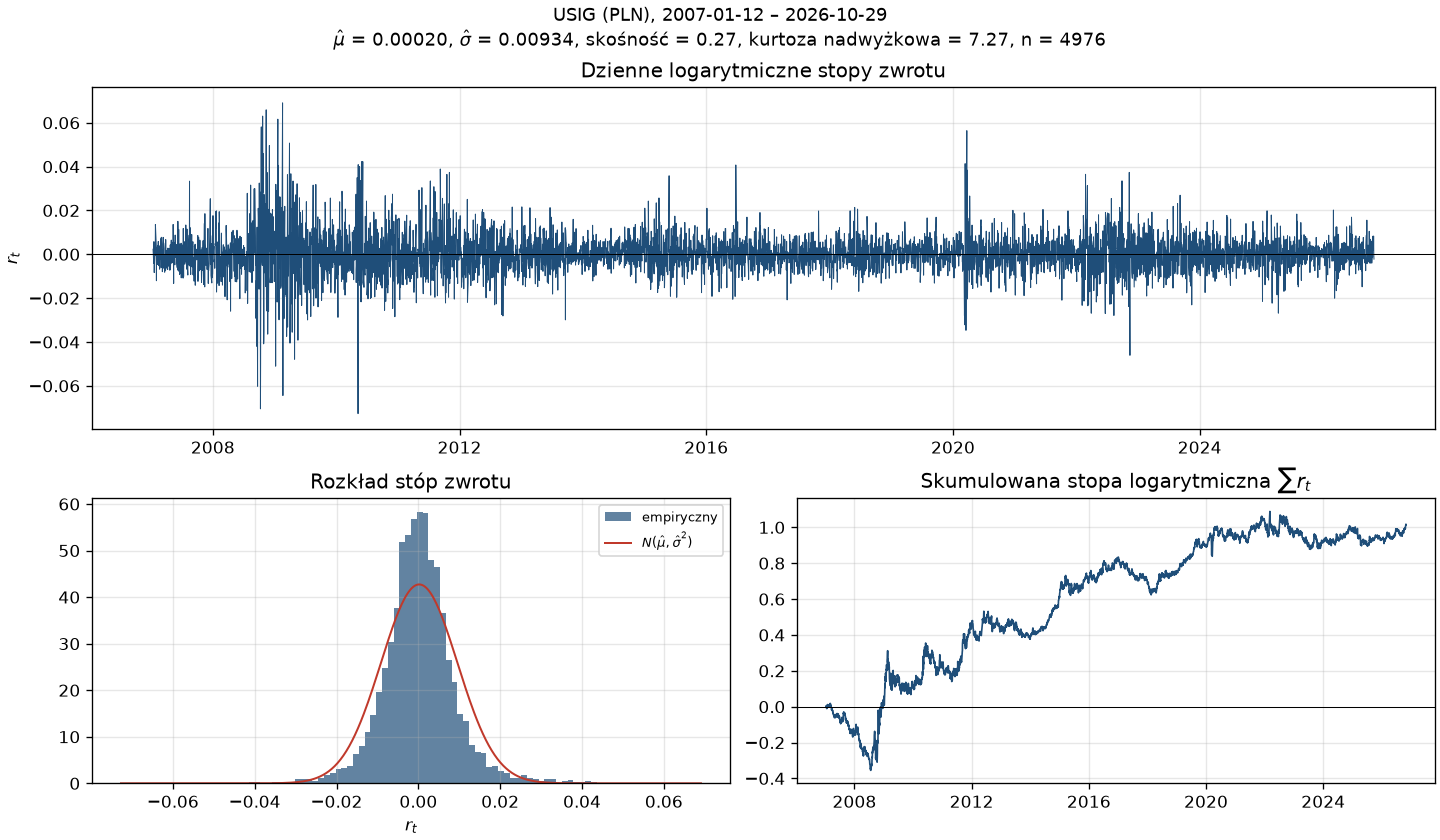 USIG (PLN), 2007-01-12 – 2026-10-29
μ̂ = 0.00020, σ̂ = 0.00934, skośność = 0.27, kurtoza nadwyżkowa = 7.27, n = 4976
Dzienne logarytmiczne stopy zwrotu
0.06
0.04
0.02
0.00
−0.02
−0.04
−0.06
r_t
2008 2012 2016 2020 2024
Rozkład stóp zwrotu
60
50
40
30
20
10
0
empiryczny
N(μ̂, σ̂²)
−0.06 −0.04 −0.02 0.00 0.02 0.04 0.06
r_t
Skumulowana stopa logarytmiczna ∑r_t
1.0
0.8
0.6
0.4
0.2
0.0
−0.2
−0.4
2008 2012 2016 2020 2024